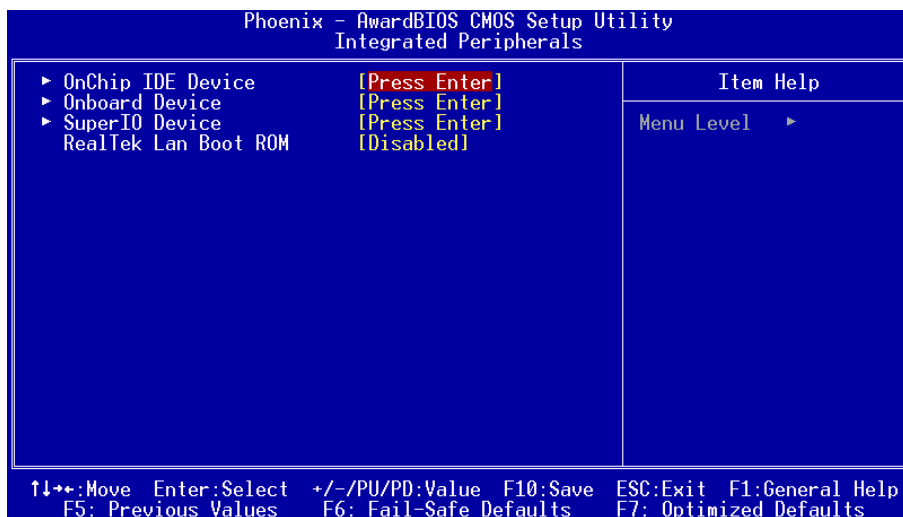 Phoenix - AwardBIOS CMOS Setup Utility
Integrated Peripherals
► OnChip IDE Device [Press Enter]
► Onboard Device [Press Enter]
► SuperIO Device [Press Enter]
RealTek Lan Boot ROM [Disabled]
Item Help
Menu Level ►
↑↓→←:Move Enter:Select +/-/PU/PD:Value F10:Save ESC:Exit F1:General Help
F5: Previous Values F6: Fail-Safe Defaults F7: Optimized Defaults